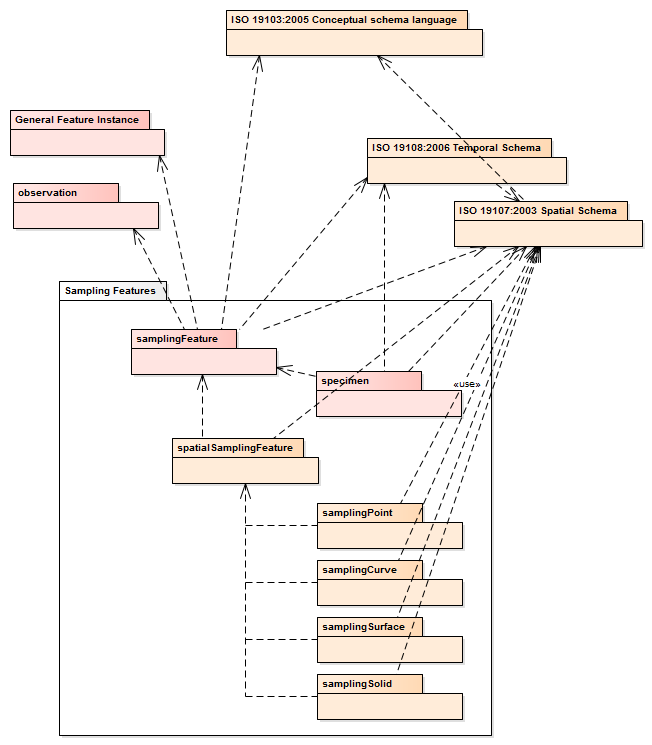 ISO 19103:2005 Conceptual schema language
General Feature Instance
ISO 19108:2006 Temporal Schema
observation
ISO 19107:2003 Spatial Schema
Sampling Features
samplingFeature
specimen
«use»
spatialSamplingFeature
samplingPoint
samplingCurve
samplingSurface
samplingSolid